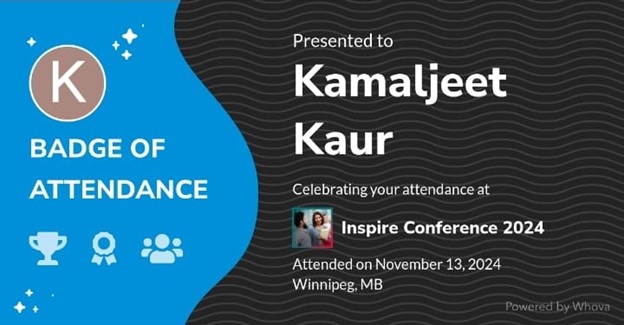 K
BADGE OF
ATTENDANCE
Presented to
Kamaljeet
Kaur
Celebrating your attendance at
Inspire Conference 2024
Attended on November 13, 2024
Winnipeg, MB
Powered by Whova